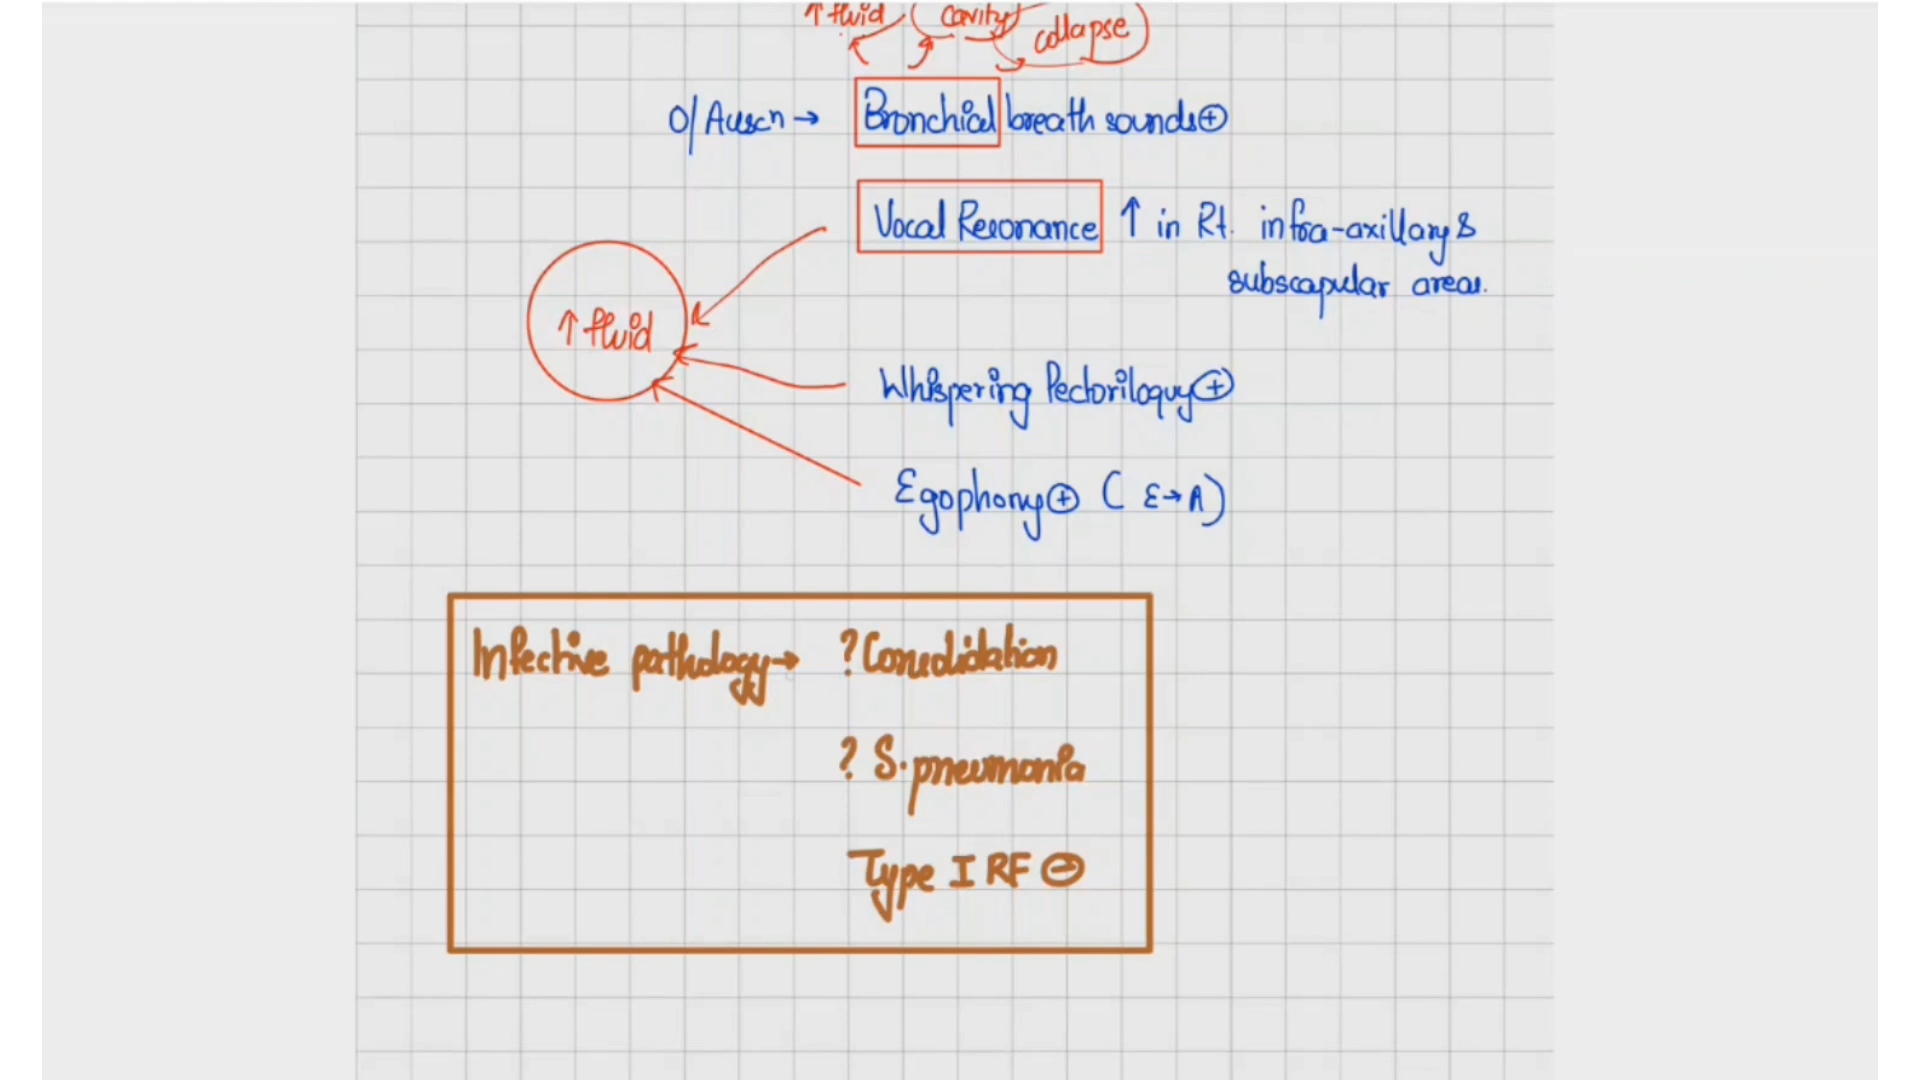 ↑ fluid cavity collapse
O/Auscn → Bronchial breath sounds ⊕
Vocal Resonance ↑ in Rt. infra-axillary &
subscapular areas.
↑ fluid
Whispering Pectoriloquy ⊕
Egophony ⊕ (E→A)
Infective pathology → ? Consolidation
? S. pneumonia
Type I RF ⊖